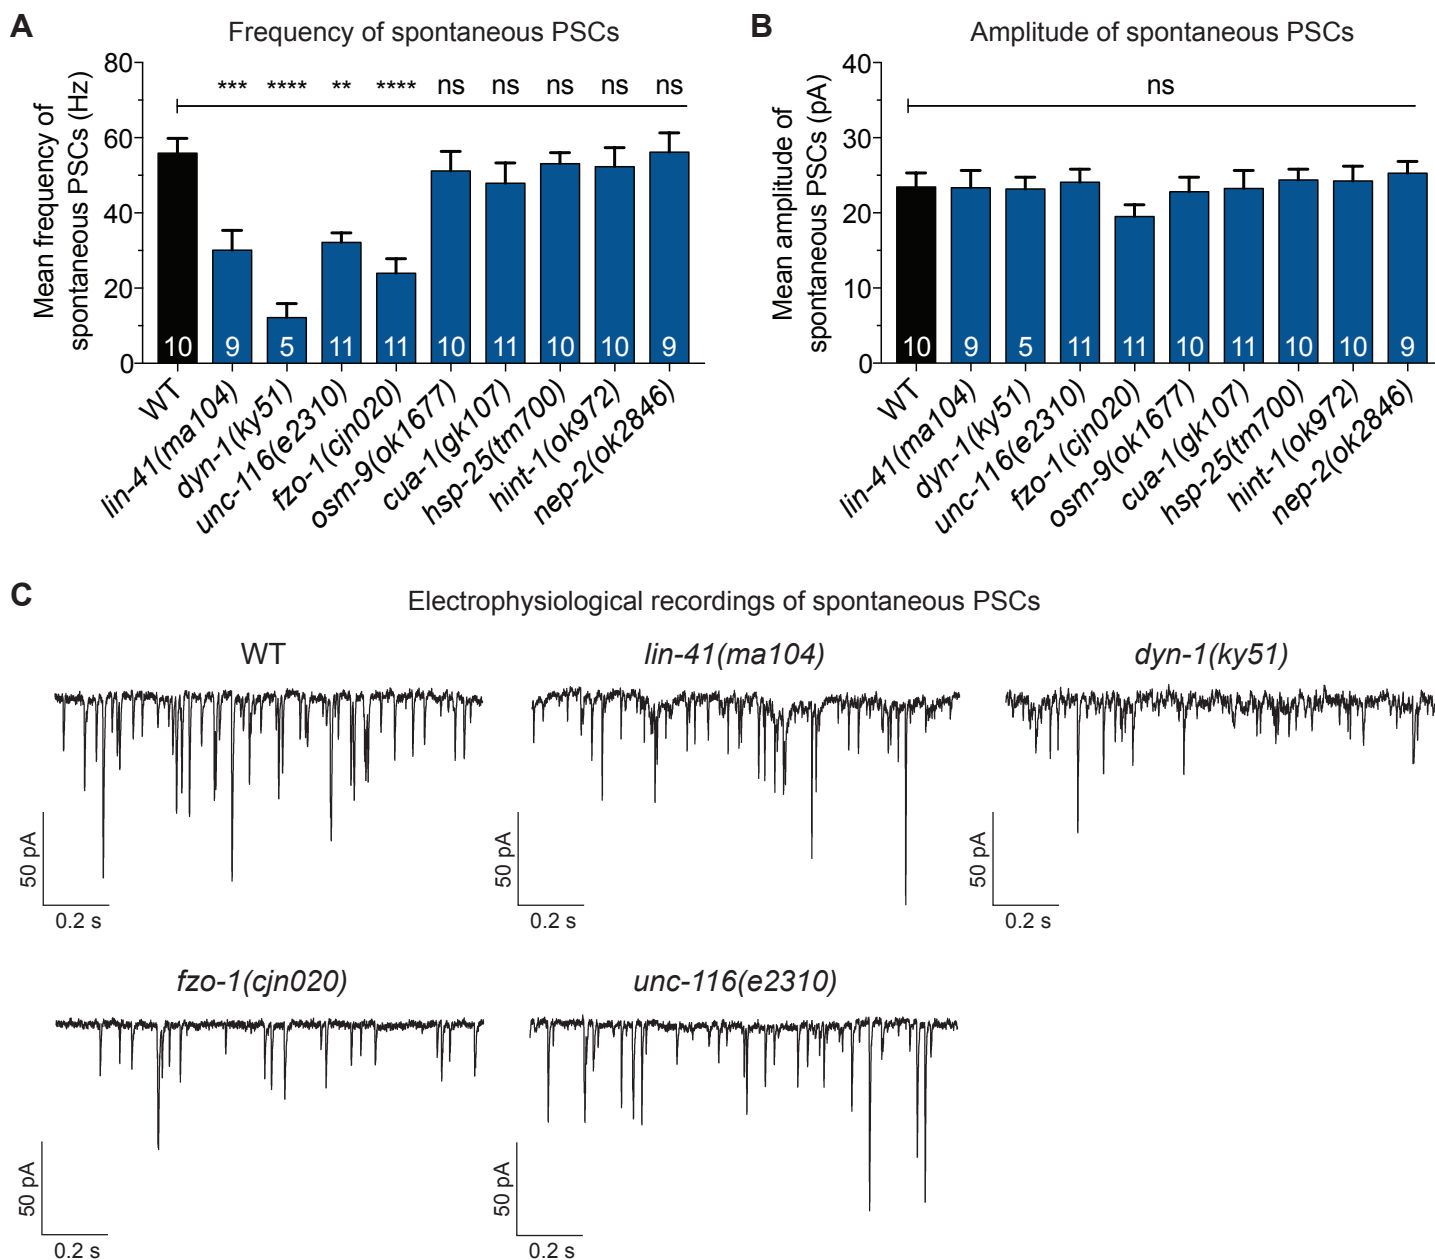 A
Frequency of spontaneous PSCs
Mean frequency of
spontaneous PSCs (Hz)
80
60
40
20
0
*** **** ** **** ns ns ns ns ns
10 9 5 11 11 10 11 10 10 9
WT
lin-41(ma104)
dyn-1(ky51)
unc-116(e2310)
fzo-1(cjn020)
osm-9(ok1677)
cua-1(gk107)
hsp-25(tm700)
hint-1(ok972)
nep-2(ok2846)
B
Amplitude of spontaneous PSCs
Mean amplitude of
spontaneous PSCs (pA)
40
30
20
10
0
ns
10 9 5 11 11 10 11 10 10 9
WT
lin-41(ma104)
dyn-1(ky51)
unc-116(e2310)
fzo-1(cjn020)
osm-9(ok1677)
cua-1(gk107)
hsp-25(tm700)
hint-1(ok972)
nep-2(ok2846)
C
Electrophysiological recordings of spontaneous PSCs
WT
50 pA
0.2 s
lin-41(ma104)
50 pA
0.2 s
dyn-1(ky51)
50 pA
0.2 s
fzo-1(cjn020)
50 pA
0.2 s
unc-116(e2310)
50 pA
0.2 s